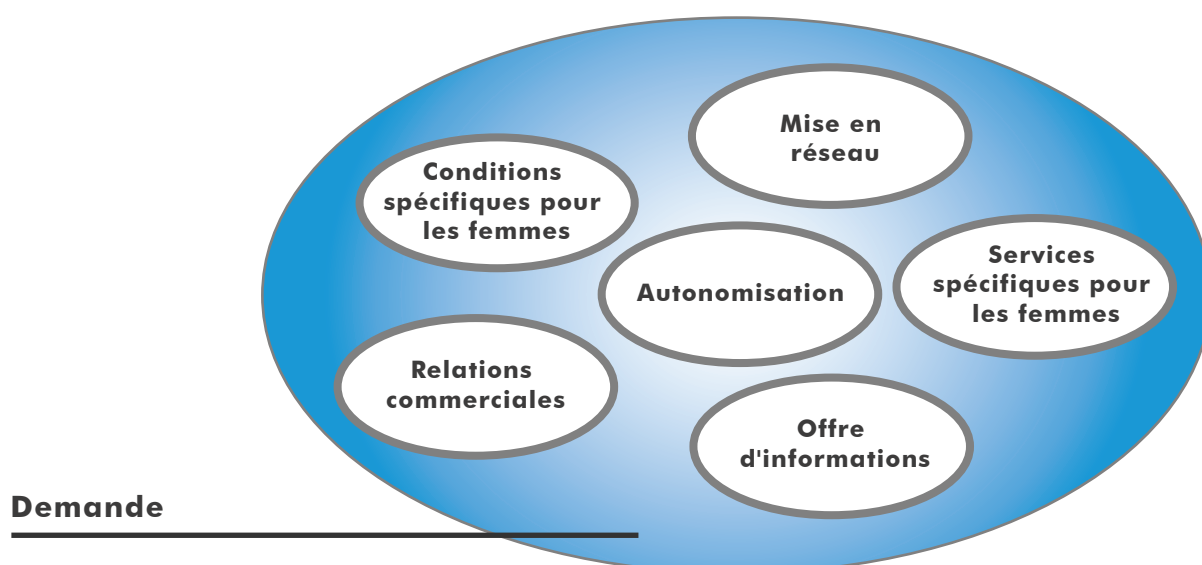 Mise en
réseau
Conditions
spécifiques pour
les femmes
Autonomisation
Services
spécifiques pour
les femmes
Relations
commerciales
Offre
d'informations
Demande